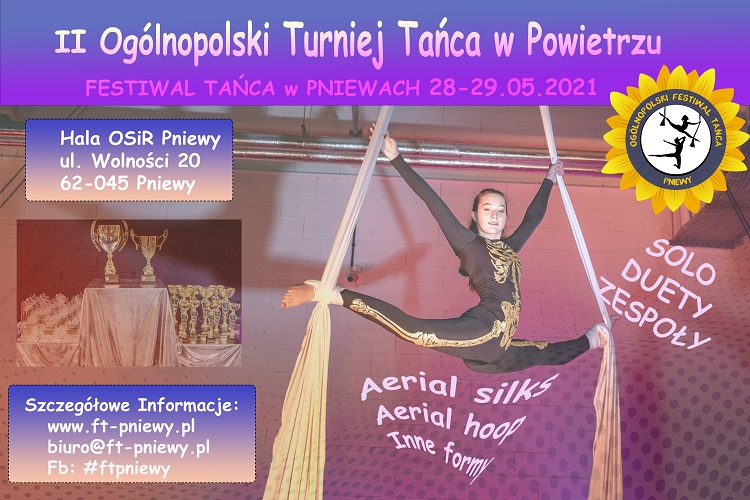 II Ogólnopolski Turniej Tańca w Powietrzu
FESTIWAL TAŃCA w PNIEWACH 28-29.05.2021
OGÓLNOPOLSKI FESTIWAL TAŃCA
PNIEWY
Hala OSiR Pniewy
ul. Wolności 20
62-045 Pniewy
SOLO
DUETY
ZESPOŁY
Aerial silks
Aerial hoop
Inne formy
Szczegółowe Informacje:
www.ft-pniewy.pl
biuro@ft-pniewy.pl
Fb: #ftpniewy